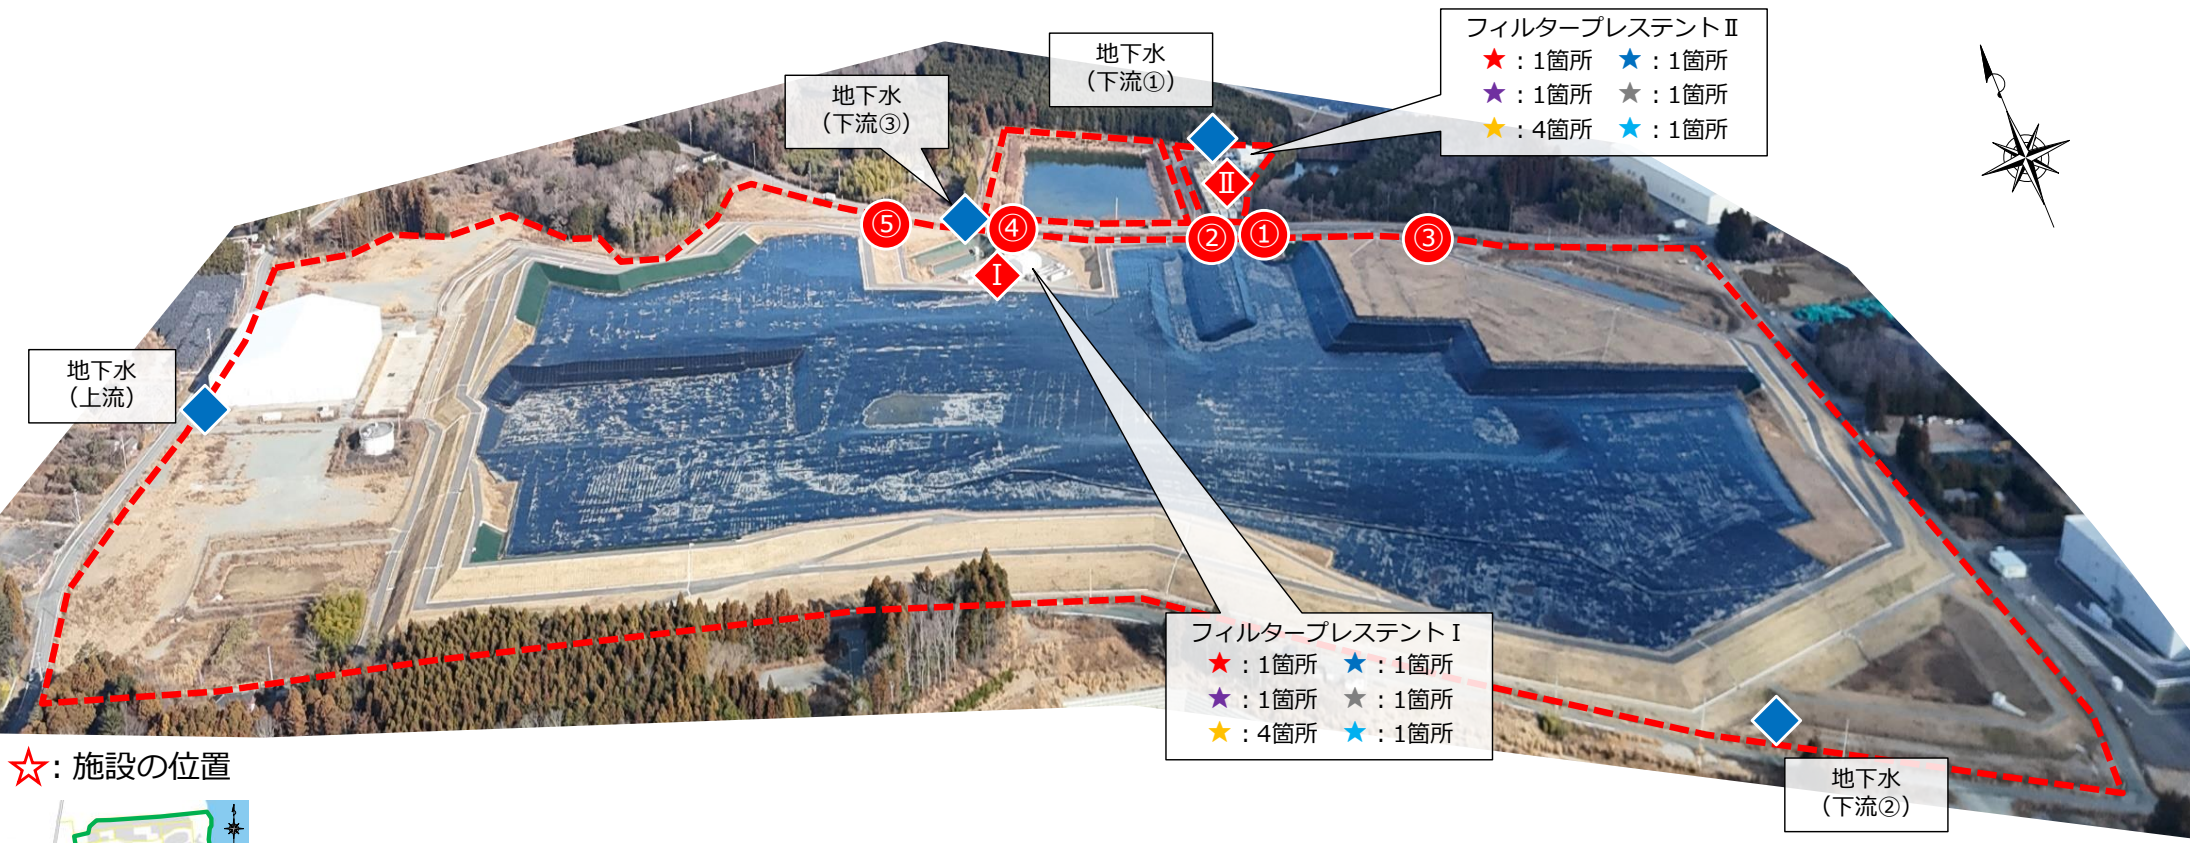 フィルタープレステントⅡ
★：1箇所 ★：1箇所
★：1箇所 ★：1箇所
★：4箇所 ★：1箇所
地下水
（下流①）
地下水
（下流③）
Ⅱ
⑤
④
②
①
③
Ⅰ
地下水
（上流）
フィルタープレステントⅠ
★：1箇所 ★：1箇所
★：1箇所 ★：1箇所
★：4箇所 ★：1箇所
☆：施設の位置
地下水
（下流②）